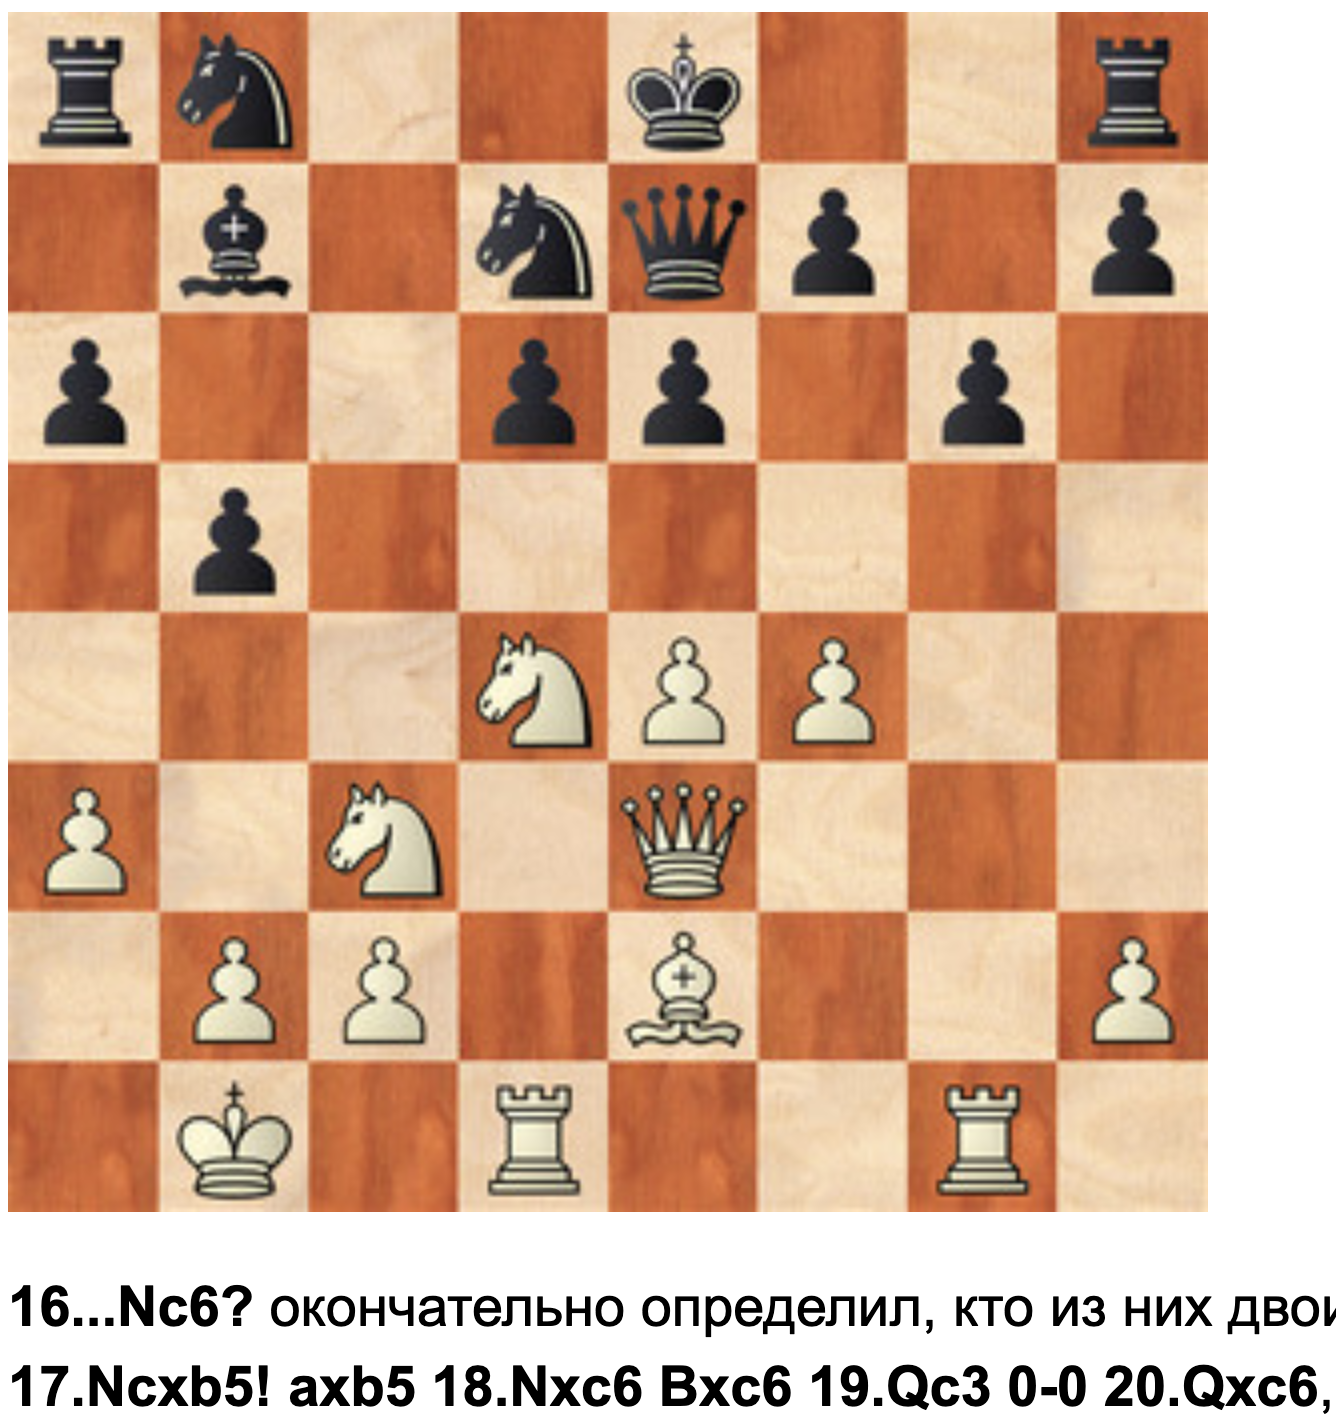 16...Nc6? окончательно определил, кто из них
17.Ncxb5! axb5 18.Nxc6 Bxc6 19.Qc3 0-0 20.Qxc6,